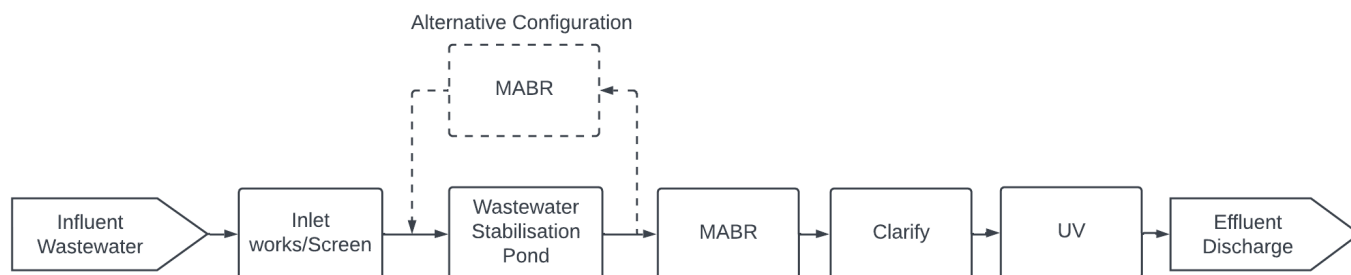 Alternative Configuration
MABR
Influent
Wastewater
Inlet
works/Screen
Wastewater
Stabilisation
Pond
MABR
Clarify
UV
Effluent
Discharge